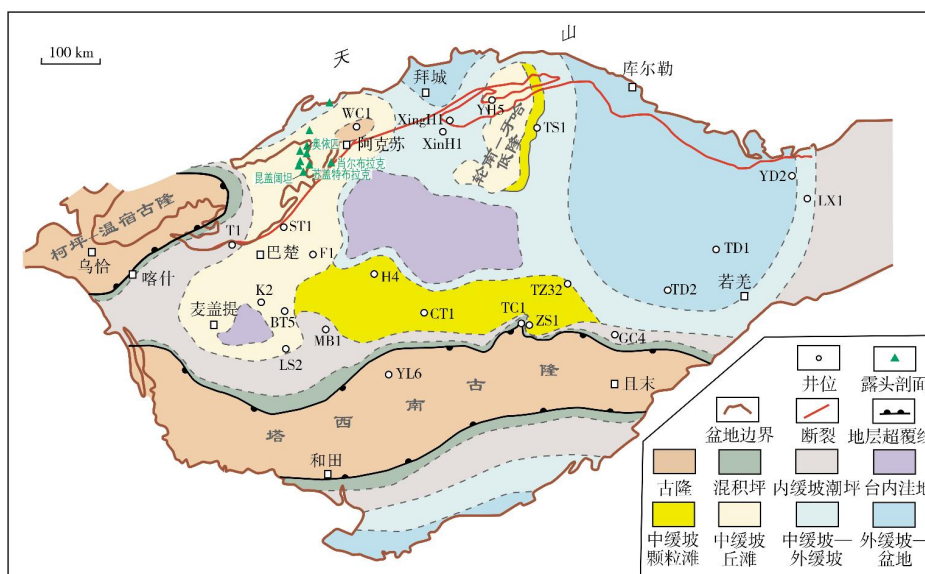 100 km
天
山
拜城
库尔勒
WC1
XingH1
YH5
TS1
奥依匹
阿克苏
XinH1
轮南—牙哈
低隆
肖尔布拉克
昆盖阔坦
苏盖特布拉克
YD2
LX1
柯坪—温宿古隆
ST1
T1
乌恰
喀什
巴楚
F1
TD1
H4
若羌
K2
TZ32
TD2
麦盖提
BT5
CT1
TC1
ZS1
MB1
GC4
LS2
YL6
且末
塔西南古隆
和田
井位
露头剖面
盆地边界
断裂
地层超覆线
古隆
混积坪
内缓坡潮坪
台内洼地
中缓坡
颗粒滩
中缓坡
丘滩
中缓坡—
外缓坡
外缓坡—
盆地